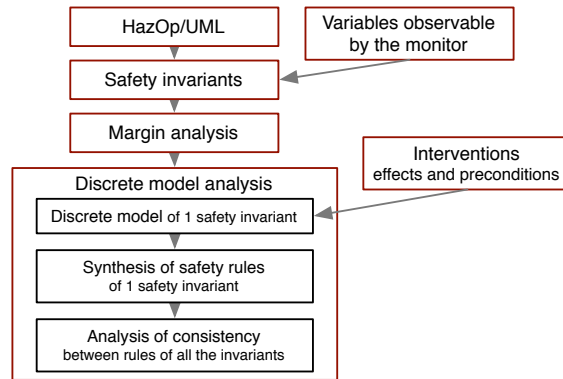 HazOp/UML
Variables observable
by the monitor
Safety invariants
Margin analysis
Interventions
effects and preconditions
Discrete model analysis
Discrete model of 1 safety invariant
Synthesis of safety rules
of 1 safety invariant
Analysis of consistency
between rules of all the invariants